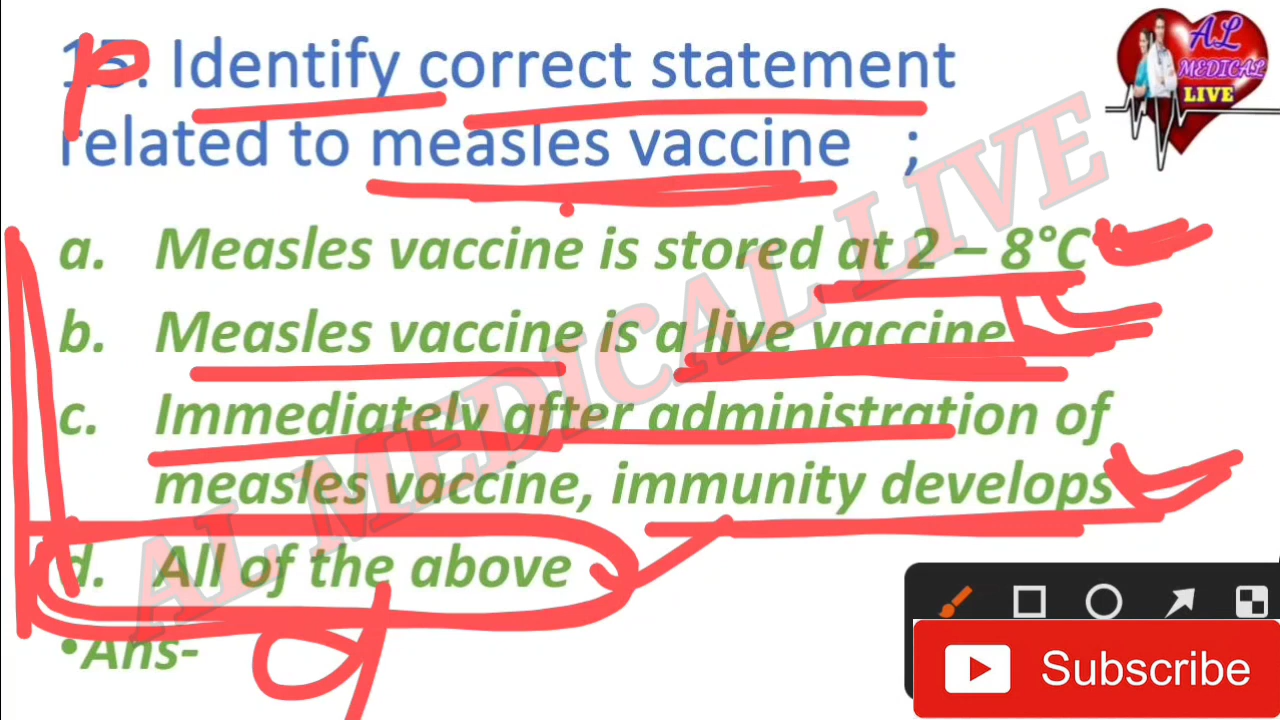 15. Identify correct statement
related to measles vaccine ;
a. Measles vaccine is stored at 2 – 8°C
b. Measles vaccine is a live vaccine
c. Immediately after administration of
measles vaccine, immunity develops
d. All of the above
•Ans- d
AL
MEDICAL
LIVE
AL MEDICAL LIVE
Subscribe